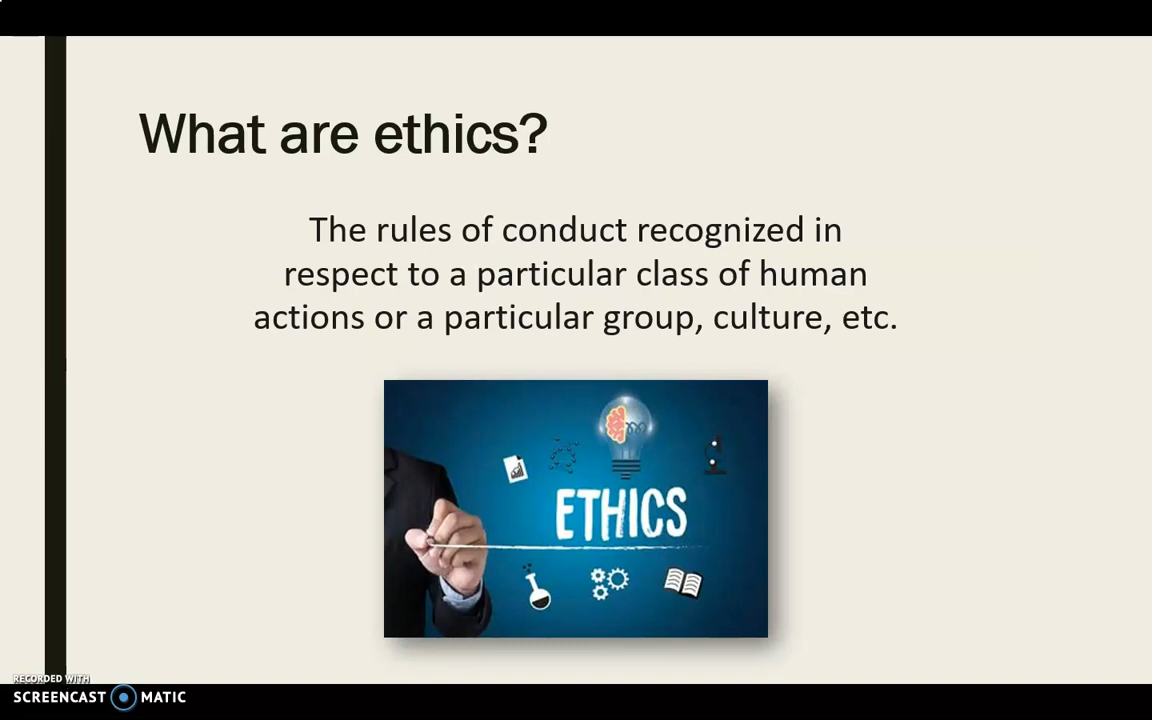 What are ethics?
The rules of conduct recognized in
respect to a particular class of human
actions or a particular group, culture, etc.
ETHICS
RECORDED WITH
SCREENCAST MATIC